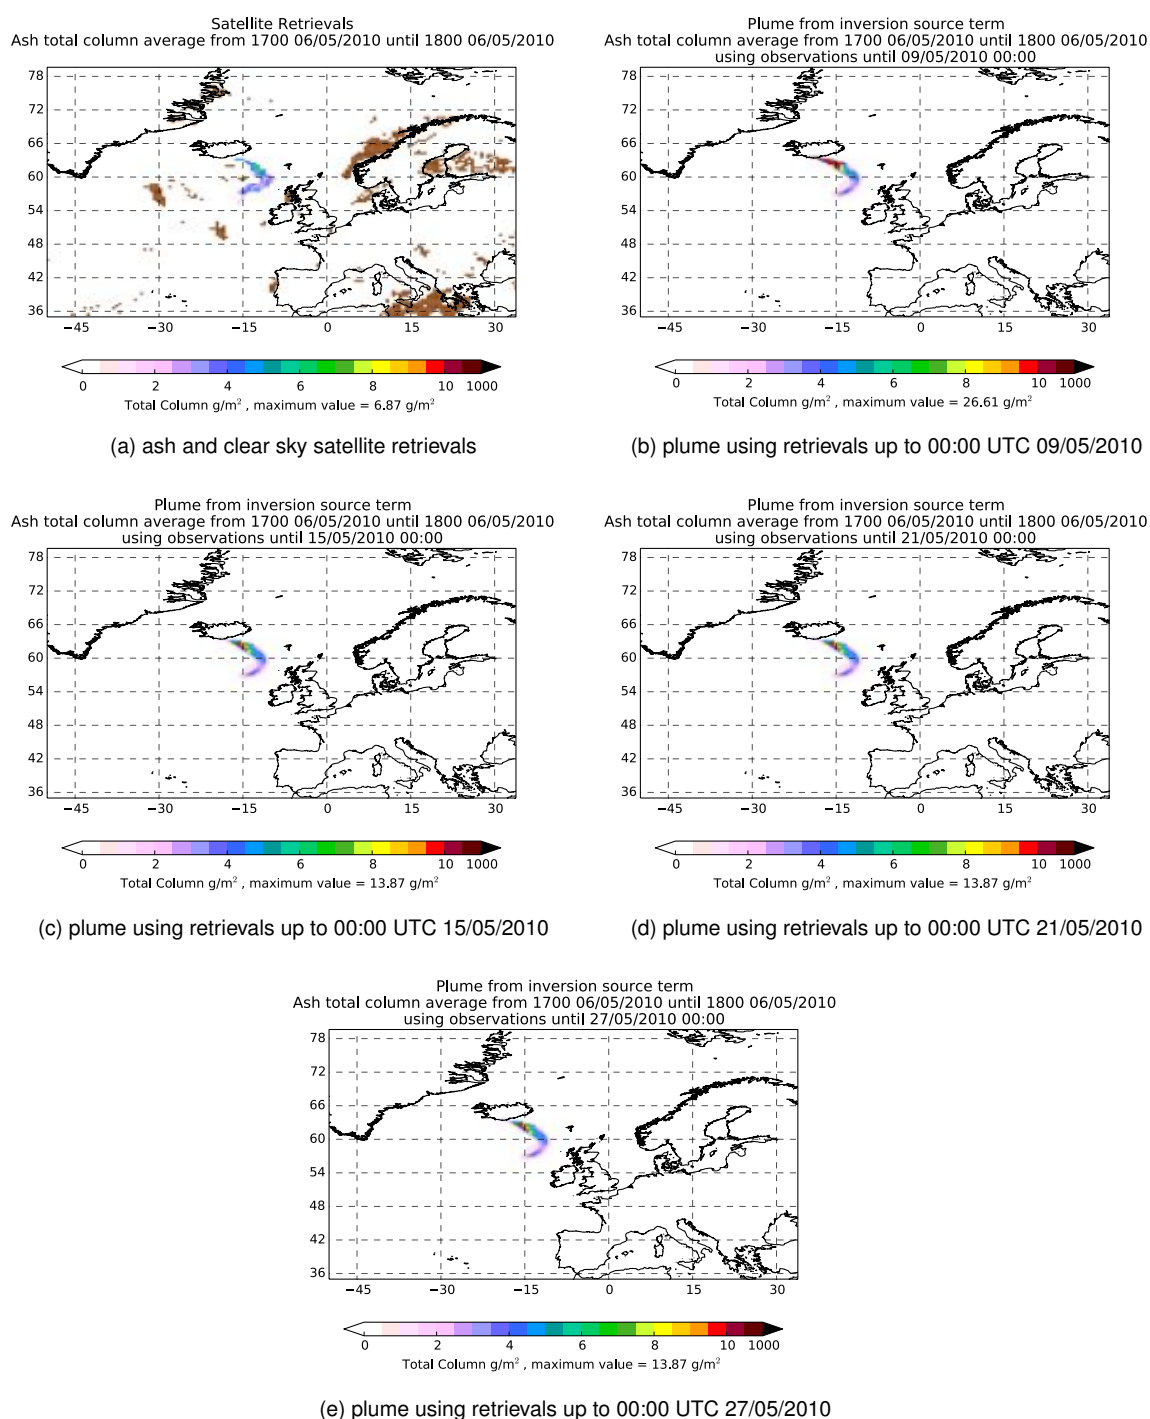 Satellite Retrievals
Ash total column average from 1700 06/05/2010 until 1800 06/05/2010
78
72
66
60
54
48
42
36
−45 −30 −15 0 15 30
0 2 4 6 8 10 1000
Total Column g/m² , maximum value = 6.87 g/m²
(a) ash and clear sky satellite retrievals
Plume from inversion source term
Ash total column average from 1700 06/05/2010 until 1800 06/05/2010
using observations until 09/05/2010 00:00
78
72
66
60
54
48
42
36
−45 −30 −15 0 15 30
0 2 4 6 8 10 1000
Total Column g/m² , maximum value = 26.61 g/m²
(b) plume using retrievals up to 00:00 UTC 09/05/2010
Plume from inversion source term
Ash total column average from 1700 06/05/2010 until 1800 06/05/2010
using observations until 15/05/2010 00:00
78
72
66
60
54
48
42
36
−45 −30 −15 0 15 30
0 2 4 6 8 10 1000
Total Column g/m² , maximum value = 13.87 g/m²
(c) plume using retrievals up to 00:00 UTC 15/05/2010
Plume from inversion source term
Ash total column average from 1700 06/05/2010 until 1800 06/05/2010
using observations until 21/05/2010 00:00
78
72
66
60
54
48
42
36
−45 −30 −15 0 15 30
0 2 4 6 8 10 1000
Total Column g/m² , maximum value = 13.87 g/m²
(d) plume using retrievals up to 00:00 UTC 21/05/2010
Plume from inversion source term
Ash total column average from 1700 06/05/2010 until 1800 06/05/2010
using observations until 27/05/2010 00:00
78
72
66
60
54
48
42
36
−45 −30 −15 0 15 30
0 2 4 6 8 10 1000
Total Column g/m² , maximum value = 13.87 g/m²
(e) plume using retrievals up to 00:00 UTC 27/05/2010